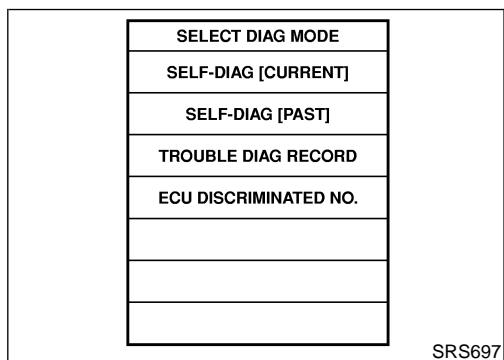 SELECT DIAG MODE
SELF-DIAG [CURRENT]
SELF-DIAG [PAST]
TROUBLE DIAG RECORD
ECU DISCRIMINATED NO.
SRS697